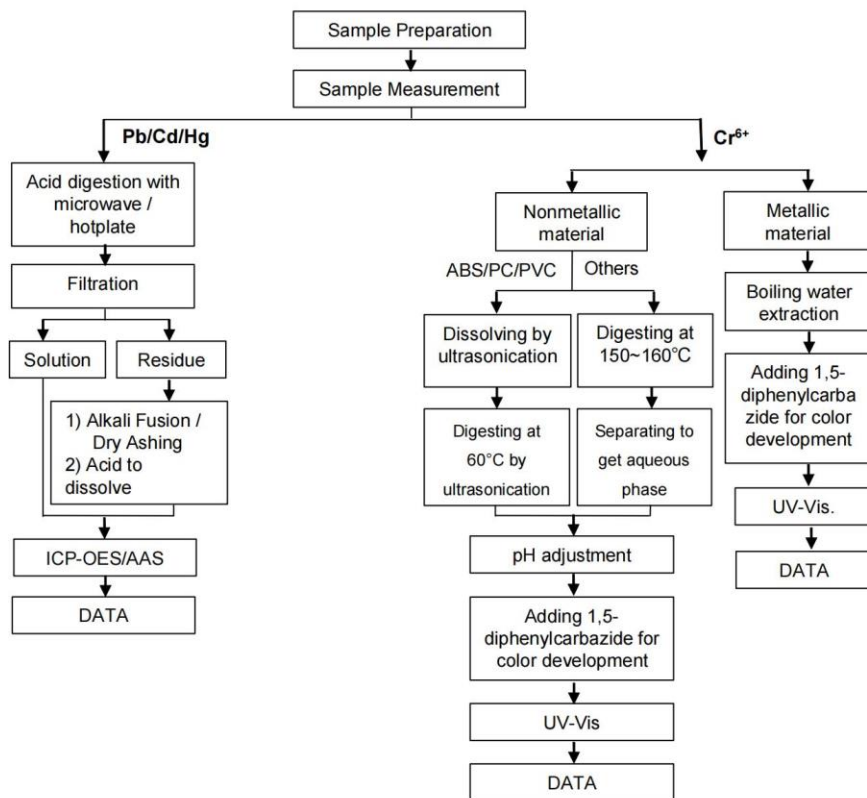 Sample Preparation
Sample Measurement
Pb/Cd/Hg
Acid digestion with
microwave /
hotplate
Filtration
Solution
Residue
1) Alkali Fusion /
Dry Ashing
2) Acid to
dissolve
ICP-OES/AAS
DATA
Cr⁶⁺
Nonmetallic
material
ABS/PC/PVC
Others
Dissolving by
ultrasonication
Digesting at
150~160℃
Digesting at
60°C by
ultrasonication
Separating to
get aqueous
phase
pH adjustment
Adding 1,5-
diphenylcarbazide for
color development
UV-Vis
DATA
Metallic
material
Boiling water
extraction
Adding 1,5-
diphenylcarba
zide for color
development
UV-Vis.
DATA